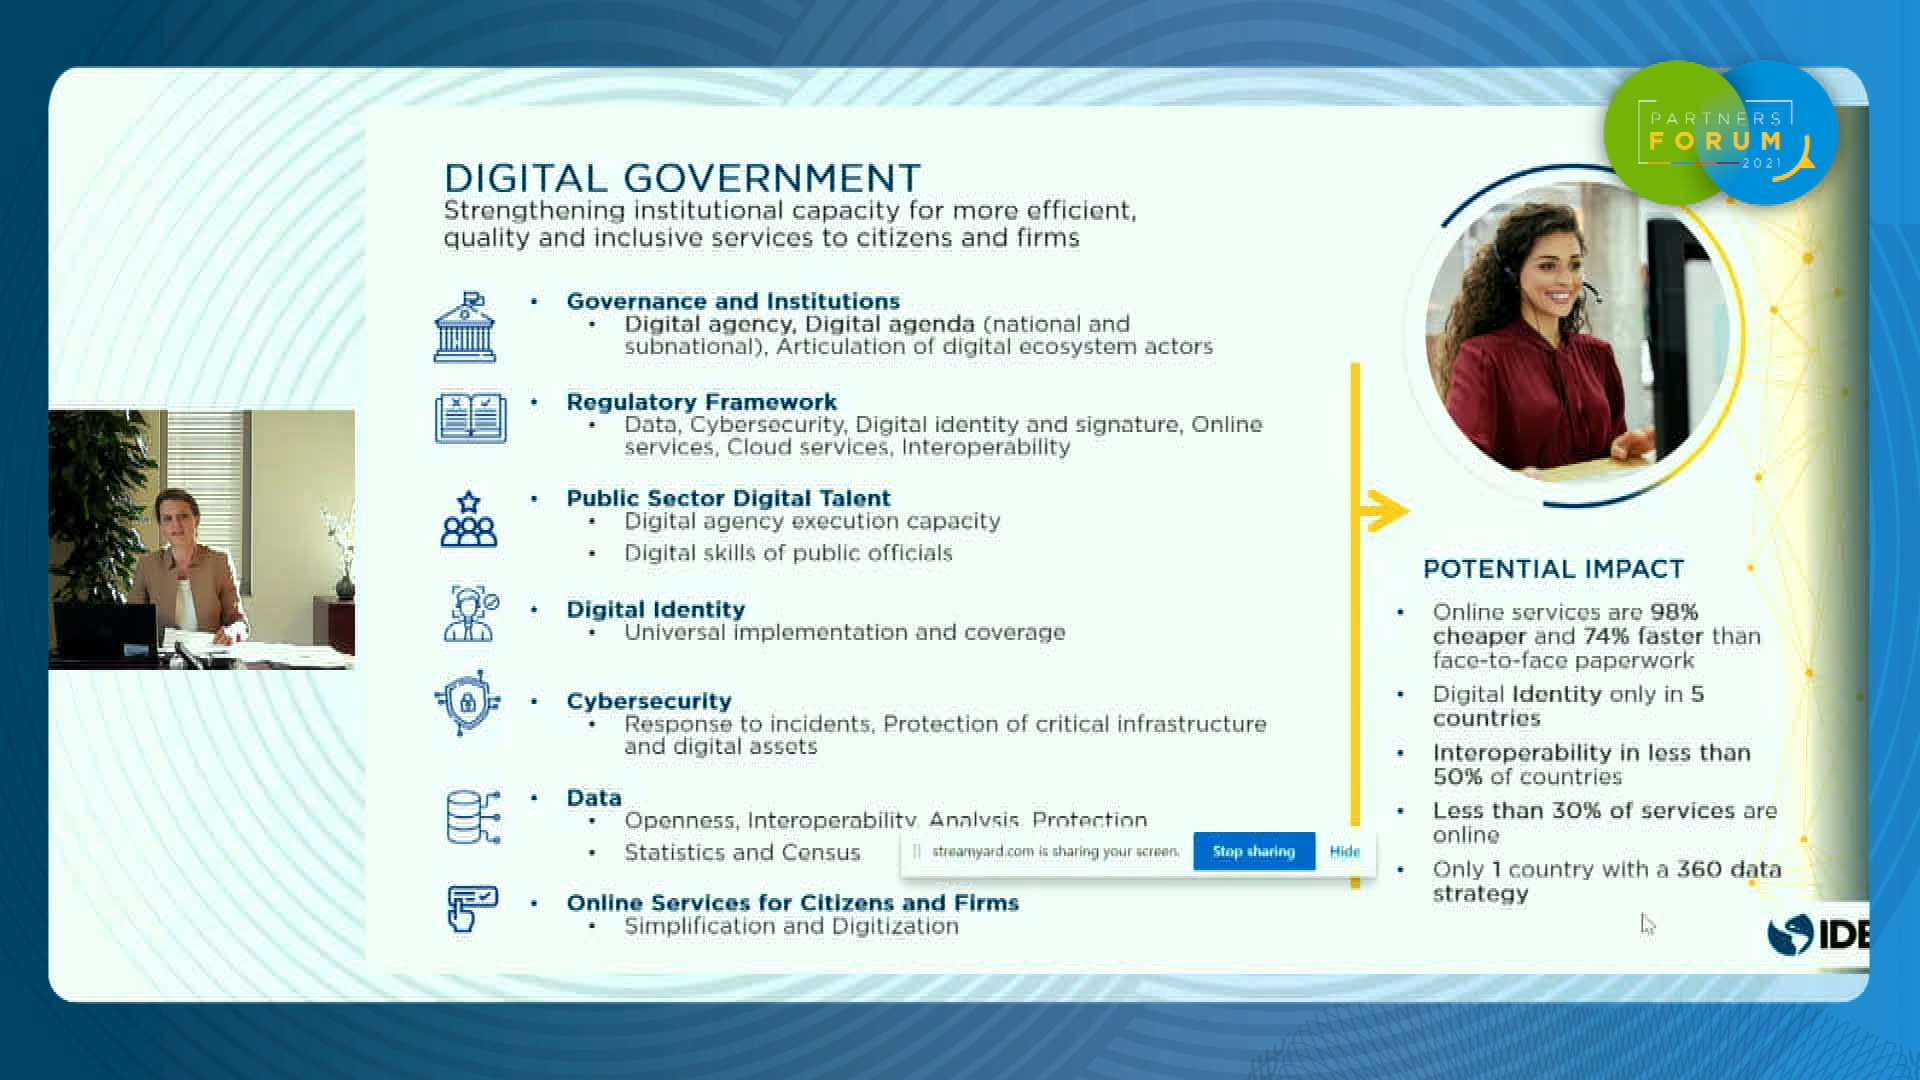 PARTNERS
FORUM
2021
DIGITAL GOVERNMENT
Strengthening institutional capacity for more efficient,
quality and inclusive services to citizens and firms
• Governance and Institutions
• Digital agency, Digital agenda (national and
subnational), Articulation of digital ecosystem actors
• Regulatory Framework
• Data, Cybersecurity, Digital identity and signature, Online
services, Cloud services, Interoperability
• Public Sector Digital Talent
• Digital agency execution capacity
• Digital skills of public officials
• Digital Identity
• Universal implementation and coverage
• Cybersecurity
• Response to incidents, Protection of critical infrastructure
and digital assets
• Data
• Openness, Interoperability, Analysis, Protection
• Statistics and Census
• Online Services for Citizens and Firms
• Simplification and Digitization
streamyard.com is sharing your screen.
Stop sharing
Hide
POTENTIAL IMPACT
• Online services are 98%
cheaper and 74% faster than
face-to-face paperwork
• Digital Identity only in 5
countries
• Interoperability in less than
50% of countries
• Less than 30% of services are
online
• Only 1 country with a 360 data
strategy
IDB